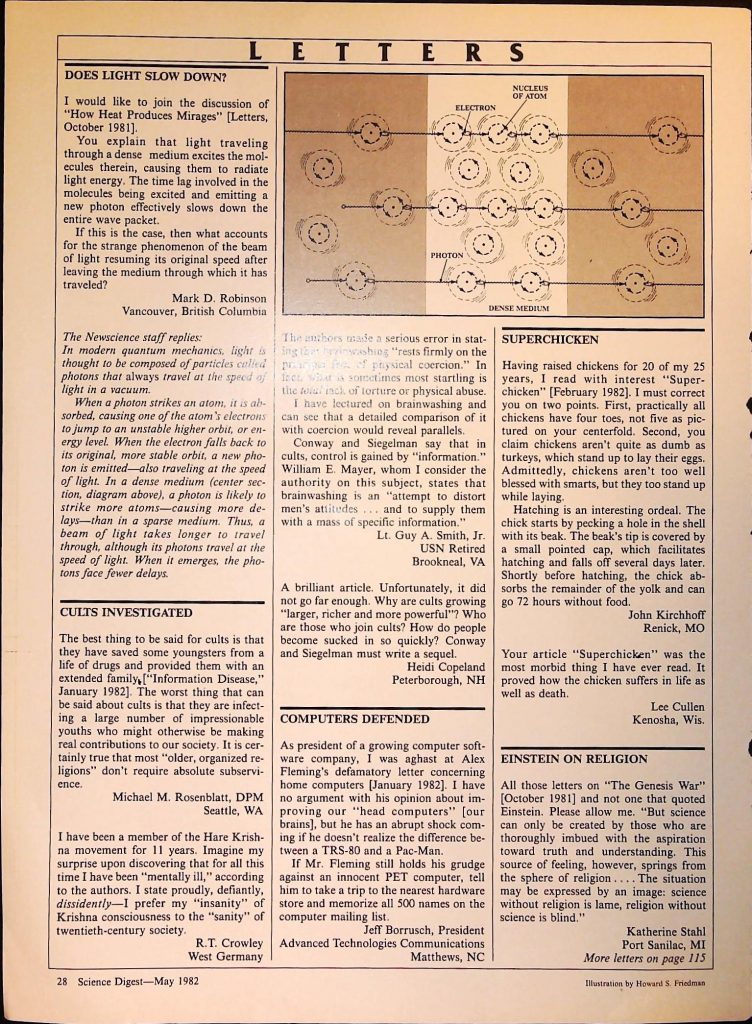 LETTERS
DOES LIGHT SLOW DOWN?
I would like to join the discussion of
"How Heat Produces Mirages" [Letters,
October 1981].
You explain that light traveling
through a dense medium excites the mol-
ecules therein, causing them to radiate
light energy. The time lag involved in the
molecules being excited and emitting a
new photon effectively slows down the
entire wave packet.
If this is the case, then what accounts
for the strange phenomenon of the beam
of light resuming its original speed after
leaving the medium through which it has
traveled?
Mark D. Robinson
Vancouver, British Columbia
NUCLEUS
OF ATOM
ELECTRON
PHOTON
DENSE MEDIUM
The Newscience staff replies:
In modern quantum mechanics, light is
thought to be composed of particles called
photons that always travel at the speed of
light in a vacuum.
When a photon strikes an atom, it is ab-
sorbed, causing one of the atom's electrons
to jump to an unstable higher orbit, or en-
ergy level. When the electron falls back to
its original, more stable orbit, a new pho-
ton is emitted—also traveling at the speed
of light. In a dense medium (center sec-
tion, diagram above), a photon is likely to
strike more atoms—causing more de-
lays—than in a sparse medium. Thus, a
beam of light takes longer to travel
through, although its photons travel at the
speed of light. When it emerges, the pho-
tons face fewer delays.
CULTS INVESTIGATED
The best thing to be said for cults is that
they have saved some youngsters from a
life of drugs and provided them with an
extended family ["Information Disease,"
January 1982]. The worst thing that can
be said about cults is that they are infect-
ing a large number of impressionable
youths who might otherwise be making
real contributions to our society. It is cer-
tainly true that most "older, organized re-
ligions" don't require absolute subservi-
ence.
Michael M. Rosenblatt, DPM
Seattle, WA
I have been a member of the Hare Krish-
na movement for 11 years. Imagine my
surprise upon discovering that for all this
time I have been "mentally ill," according
to the authors. I state proudly, defiantly,
dissidently—I prefer my "insanity" of
Krishna consciousness to the "sanity" of
twentieth-century society.
R.T. Crowley
West Germany
The authors made a serious error in stat-
ing that brainwashing "rests firmly on the
of physical coercion." In
fact, what is sometimes most startling is
the total lack of torture or physical abuse.
I have lectured on brainwashing and
can see that a detailed comparison of it
with coercion would reveal parallels.
Conway and Siegelman say that in
cults, control is gained by "information."
William E. Mayer, whom I consider the
authority on this subject, states that
brainwashing is an "attempt to distort
men's attitudes . . . and to supply them
with a mass of specific information."
Lt. Guy A. Smith, Jr.
USN Retired
Brookneal, VA
A brilliant article. Unfortunately, it did
not go far enough. Why are cults growing
"larger, richer and more powerful"? Who
are those who join cults? How do people
become sucked in so quickly? Conway
and Siegelman must write a sequel.
Heidi Copeland
Peterborough, NH
COMPUTERS DEFENDED
As president of a growing computer soft-
ware company, I was aghast at Alex
Fleming's defamatory letter concerning
home computers [January 1982]. I have
no argument with his opinion about im-
proving our "head computers" [our
brains], but he has an abrupt shock com-
ing if he doesn't realize the difference be-
tween a TRS-80 and a Pac-Man.
If Mr. Fleming still holds his grudge
against an innocent PET computer, tell
him to take a trip to the nearest hardware
store and memorize all 500 names on the
computer mailing list.
Jeff Borrusch, President
Advanced Technologies Communications
Matthews, NC
SUPERCHICKEN
Having raised chickens for 20 of my 25
years, I read with interest "Super-
chicken" [February 1982]. I must correct
you on two points. First, practically all
chickens have four toes, not five as pic-
tured on your centerfold. Second, you
claim chickens aren't quite as dumb as
turkeys, which stand up to lay their eggs.
Admittedly, chickens aren't too well
blessed with smarts, but they too stand up
while laying.
Hatching is an interesting ordeal. The
chick starts by pecking a hole in the shell
with its beak. The beak's tip is covered by
a small pointed cap, which facilitates
hatching and falls off several days later.
Shortly before hatching, the chick ab-
sorbs the remainder of the yolk and can
go 72 hours without food.
John Kirchhoff
Renick, MO
Your article "Superchicken" was the
most morbid thing I have ever read. It
proved how the chicken suffers in life as
well as death.
Lee Cullen
Kenosha, Wis.
EINSTEIN ON RELIGION
All those letters on "The Genesis War"
[October 1981] and not one that quoted
Einstein. Please allow me. "But science
can only be created by those who are
thoroughly imbued with the aspiration
toward truth and understanding. This
source of feeling, however, springs from
the sphere of religion . . . . The situation
may be expressed by an image: science
without religion is lame, religion without
science is blind."
Katherine Stahl
Port Sanilac, MI
More letters on page 115
28 Science Digest—May 1982
Illustration by Howard S. Friedman